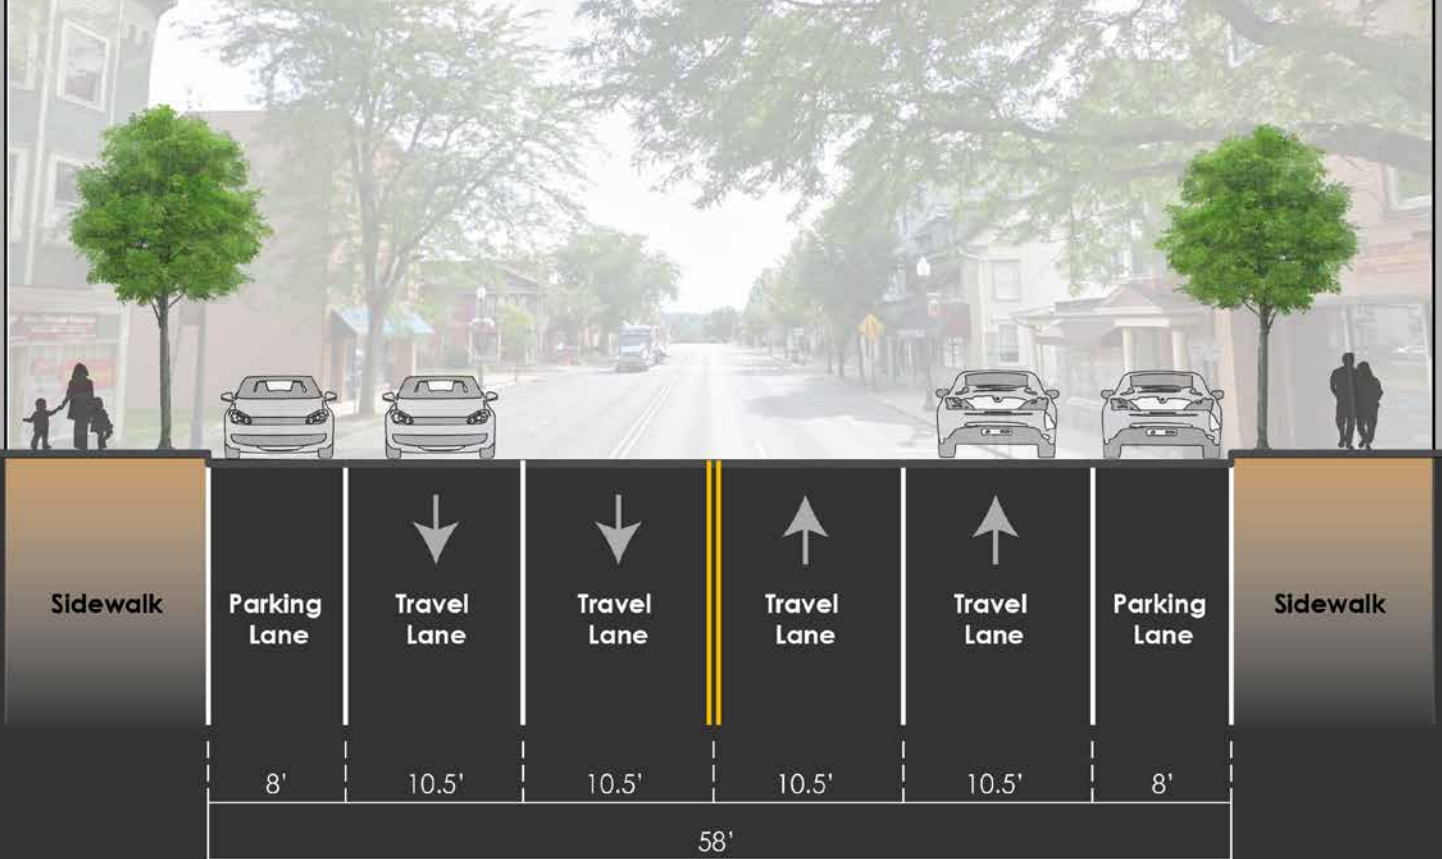 Sidewalk
Parking
Lane
Travel
Lane
Travel
Lane
Travel
Lane
Travel
Lane
Parking
Lane
Sidewalk
8'
10.5'
10.5'
10.5'
10.5'
8'
58'